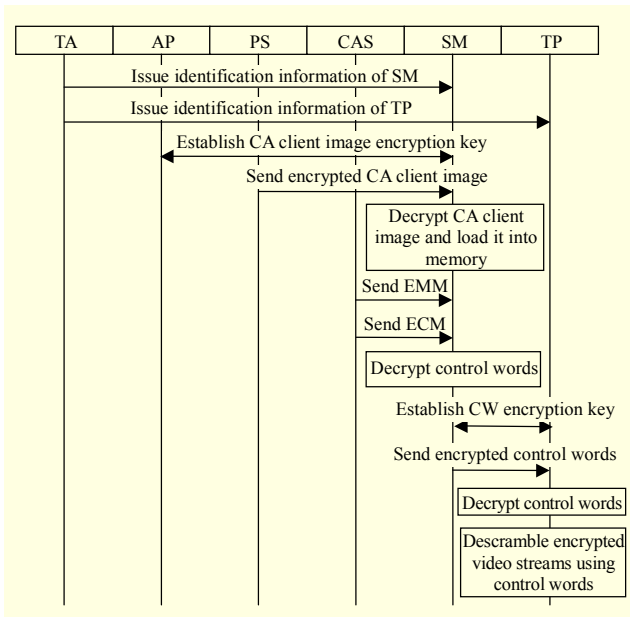 TA AP PS CAS SM TP
Issue identification information of SM
Issue identification information of TP
Establish CA client image encryption key
Send encrypted CA client image
Decrypt CA client
image and load it into
memory
Send EMM
Send ECM
Decrypt control words
Establish CW encryption key
Send encrypted control words
Decrypt control words
Descramble encrypted
video streams using
control words